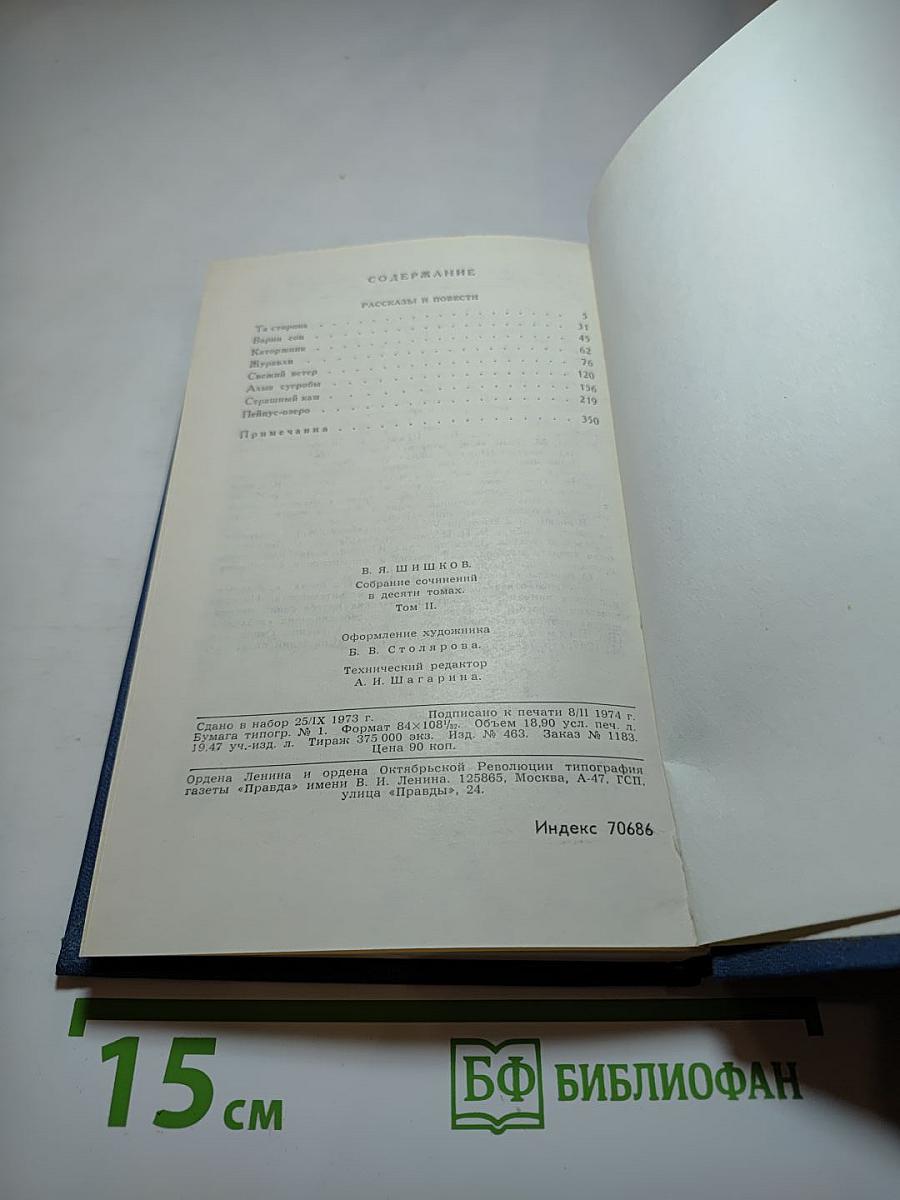 СОДЕРЖАНИЕ
РАССКАЗЫ И ПОВЕСТИ
Та сторона . . . . . . . . . . . . . . . . . 5
Варин сон . . . . . . . . . . . . . . . . . 31
Каторжник . . . . . . . . . . . . . . . . . 45
Журавли . . . . . . . . . . . . . . . . . 62
Свежий ветер . . . . . . . . . . . . . . . . . 76
Алые сугробы . . . . . . . . . . . . . . . . . 120
Страшный кам . . . . . . . . . . . . . . . . . 156
Пейпус-озеро . . . . . . . . . . . . . . . . . 219
Примечания . . . . . . . . . . . . . . . . . 350
В. Я. ШИШКОВ.
Собрание сочинений
в десяти томах.
Том II.
Оформление художника
Б. В. Столярова.
Технический редактор
А. И. Шагарина.
Сдано в набор 25/IX 1973 г. Подписано к печати 8/II 1974 г.
Бумага типогр. № 1. Формат 84×108¹/₃₂. Объем 18,90 усл. печ. л.
19,47 уч.-изд. л. Тираж 375 000 экз. Изд. № 463. Заказ № 1183.
Цена 90 коп.
Ордена Ленина и ордена Октябрьской Революции типография
газеты «Правда» имени В. И. Ленина. 125865, Москва, А-47, ГСП,
улица «Правды», 24.
Индекс 70686
15 см
БФ БИБЛИОФАН